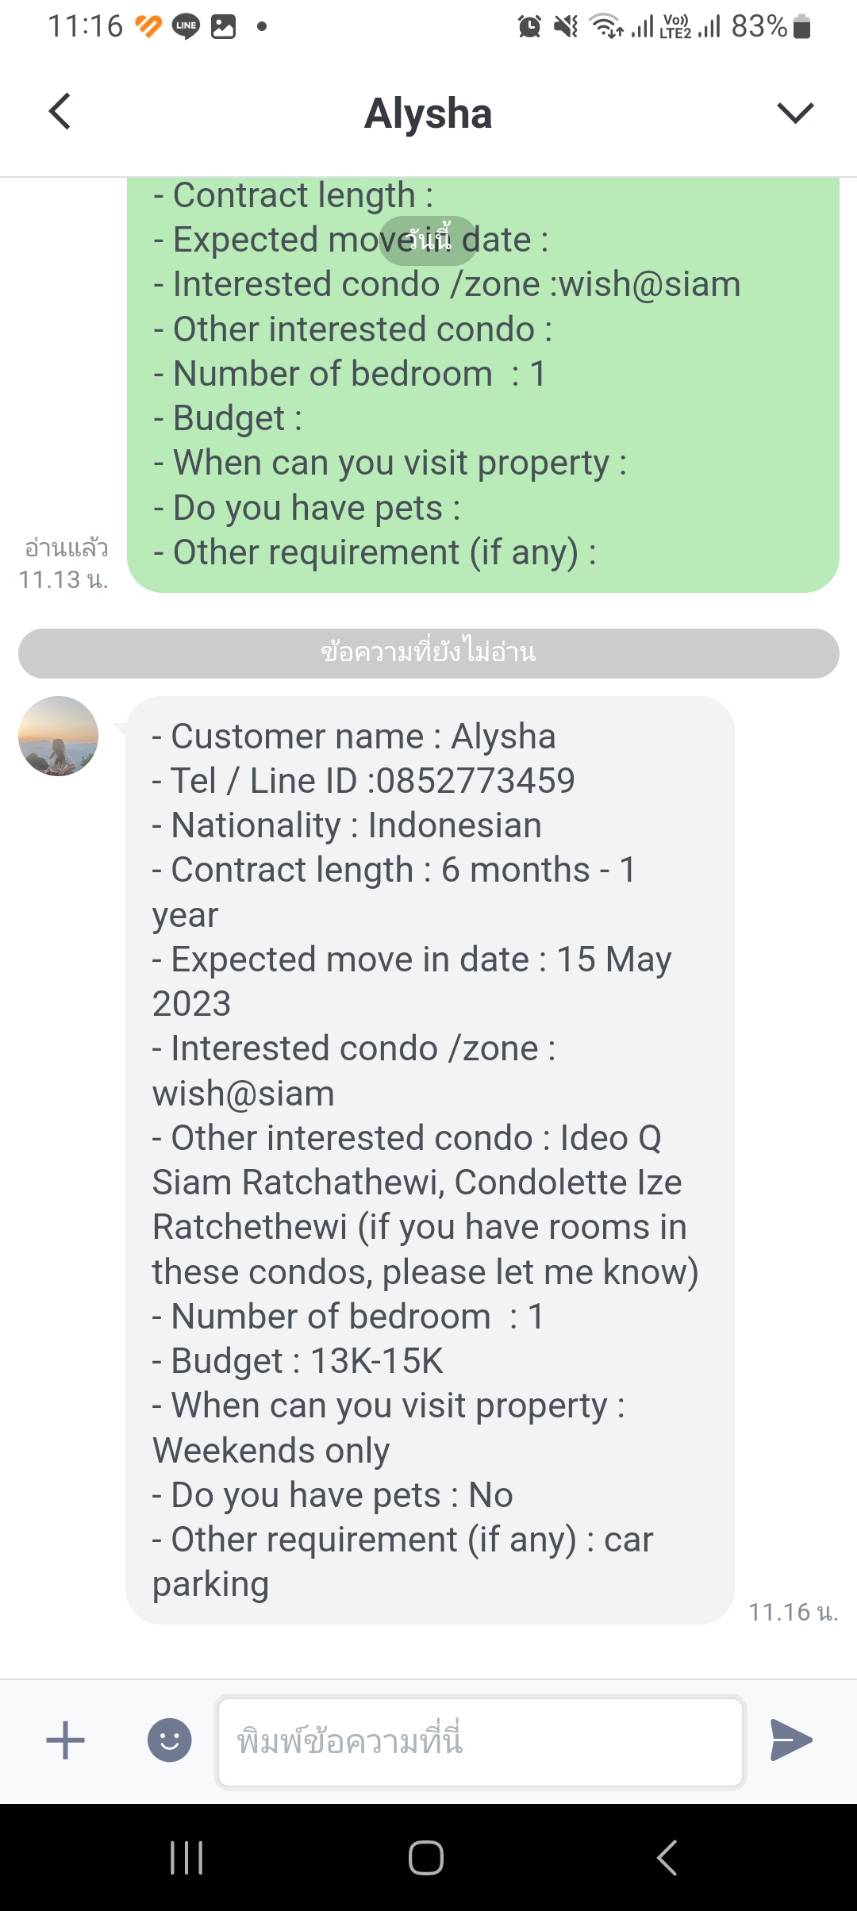 11:16
LINE
Vo))
LTE2
83%
Alysha
- Contract length :
- Expected move in date :
วันนี้
- Interested condo /zone :wish@siam
- Other interested condo :
- Number of bedroom  : 1
- Budget :
- When can you visit property :
- Do you have pets :
- Other requirement (if any) :
อ่านแล้ว
11.13 น.
ข้อความที่ยังไม่อ่าน
- Customer name : Alysha
- Tel / Line ID :0852773459
- Nationality : Indonesian
- Contract length : 6 months - 1
year
- Expected move in date : 15 May
2023
- Interested condo /zone :
wish@siam
- Other interested condo : Ideo Q
Siam Ratchathewi, Condolette Ize
Ratchethewi (if you have rooms in
these condos, please let me know)
- Number of bedroom  : 1
- Budget : 13K-15K
- When can you visit property :
Weekends only
- Do you have pets : No
- Other requirement (if any) : car
parking
11.16 น.
พิมพ์ข้อความที่นี่